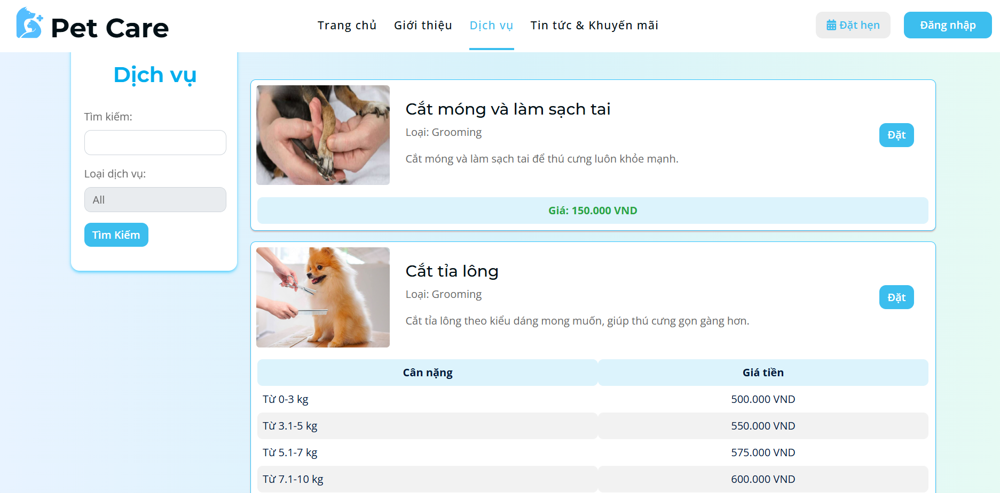 Pet Care
Trang chủ
Giới thiệu
Dịch vụ
Tin tức & Khuyến mãi
Đặt hẹn
Đăng nhập
Dịch vụ
Tìm kiếm:
Loại dịch vụ:
All
Tìm Kiếm
Cắt móng và làm sạch tai
Loại: Grooming
Cắt móng và làm sạch tai để thú cưng luôn khỏe mạnh.
Đặt
Giá: 150.000 VND
Cắt tỉa lông
Loại: Grooming
Cắt tỉa lông theo kiểu dáng mong muốn, giúp thú cưng gọn gàng hơn.
Đặt
Cân nặng Giá tiền
Từ 0-3 kg 500.000 VND
Từ 3.1-5 kg 550.000 VND
Từ 5.1-7 kg 575.000 VND
Từ 7.1-10 kg 600.000 VND